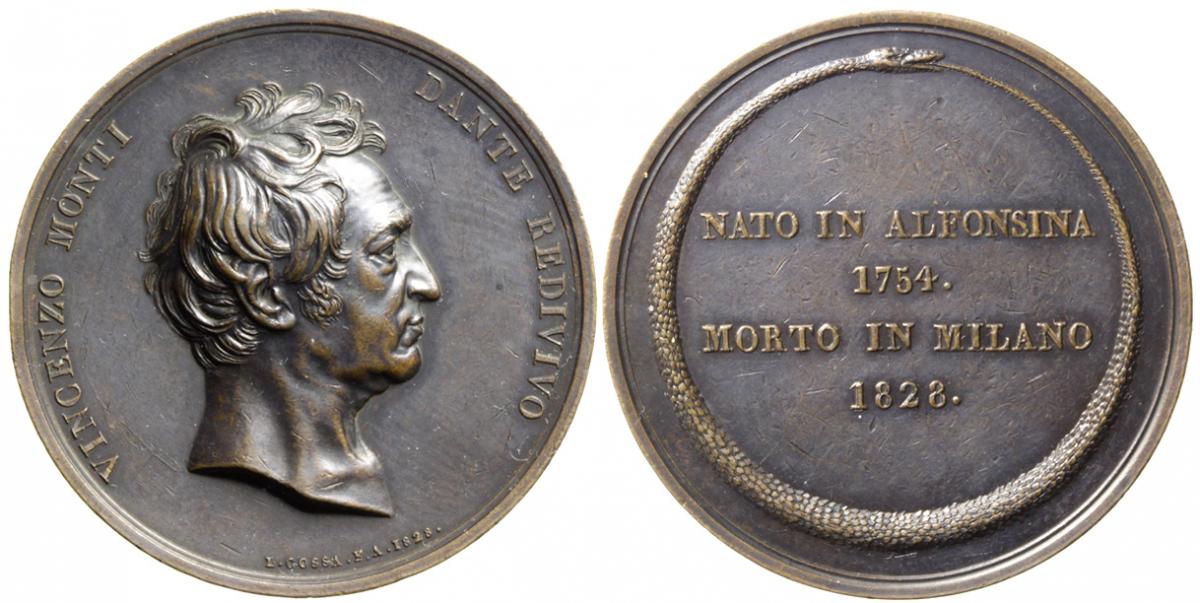 VINCENZO MONTI
DANTE REDIVIVO
L. COSSA. F. A. 1828.
NATO IN ALFONSINA
1754.
MORTO IN MILANO
1828.